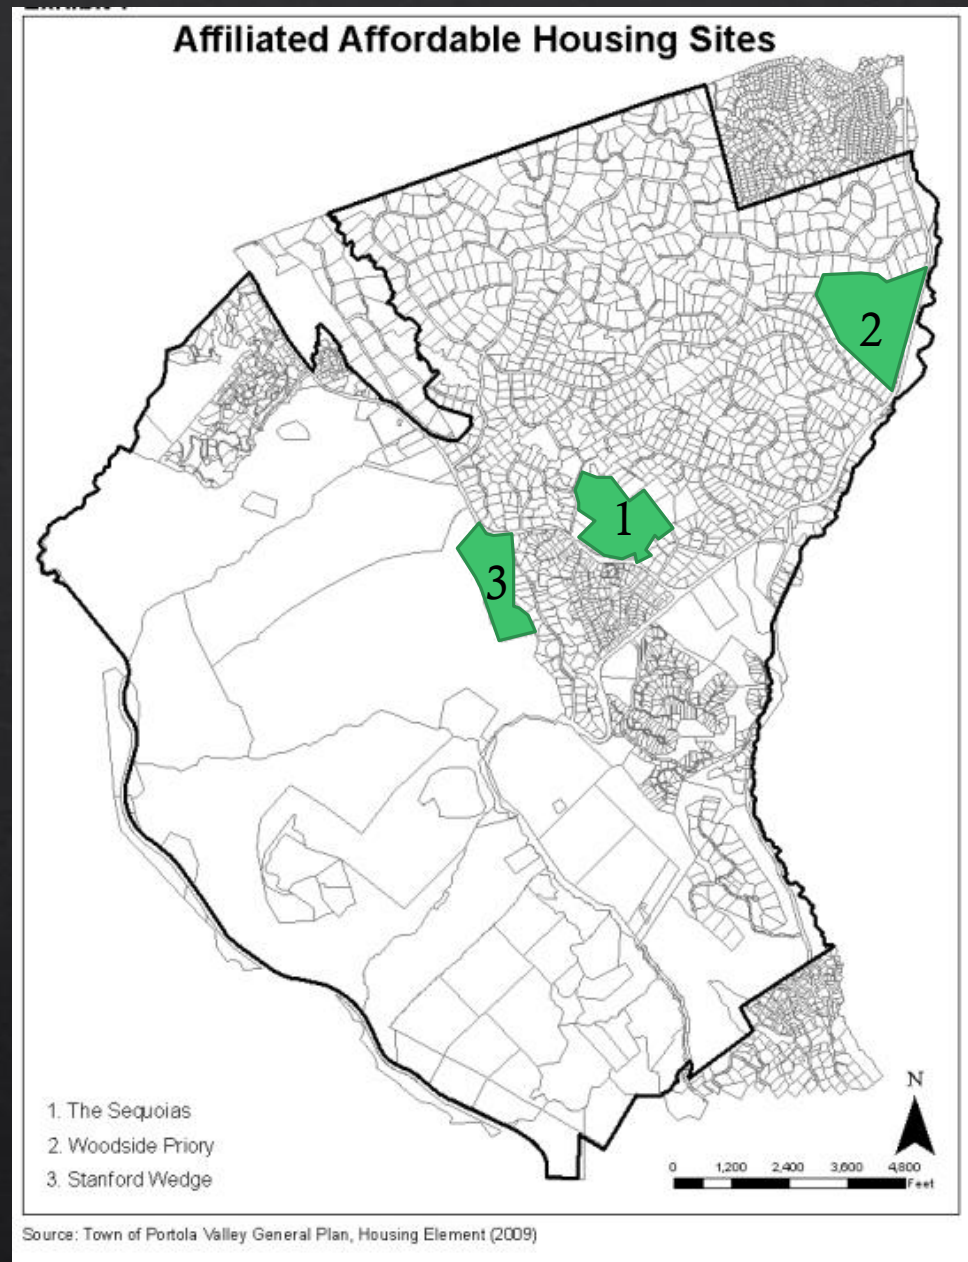 Affiliated Affordable Housing Sites
2
1
3
1. The Sequoias
2. Woodside Priory
3. Stanford Wedge
N
0 1,200 2,400 3,600 4,800
Feet
Source: Town of Portola Valley General Plan, Housing Element (2009)